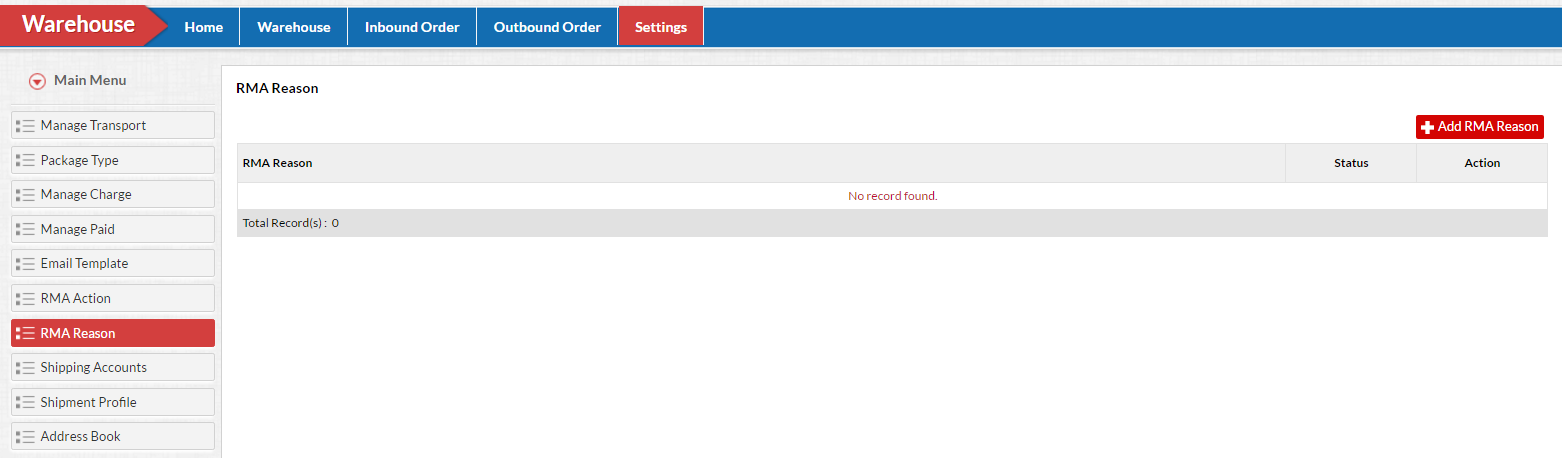 Warehouse
Home Warehouse Inbound Order Outbound Order Settings
Main Menu
Manage Transport
Package Type
Manage Charge
Manage Paid
Email Template
RMA Action
RMA Reason
Shipping Accounts
Shipment Profile
Address Book
RMA Reason
Add RMA Reason
RMA Reason Status Action
No record found.
Total Record(s) : 0